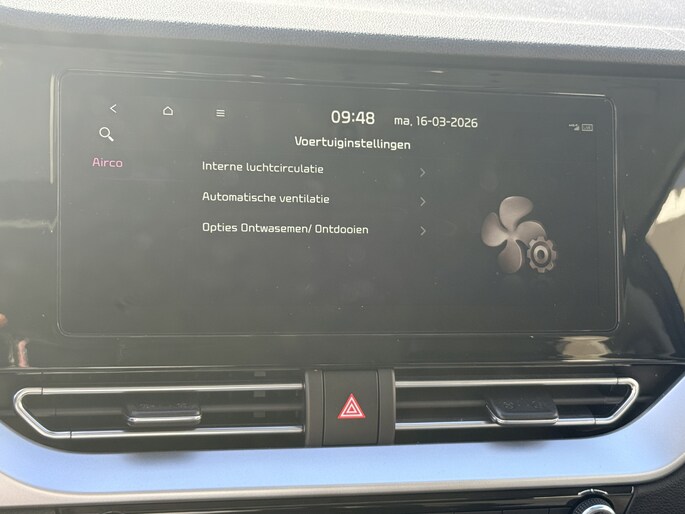 09:48 ma, 16-03-2026
Voertuiginstellingen
Airco
Interne luchtcirculatie
Automatische ventilatie
Opties Ontwasemen/ Ontdooien